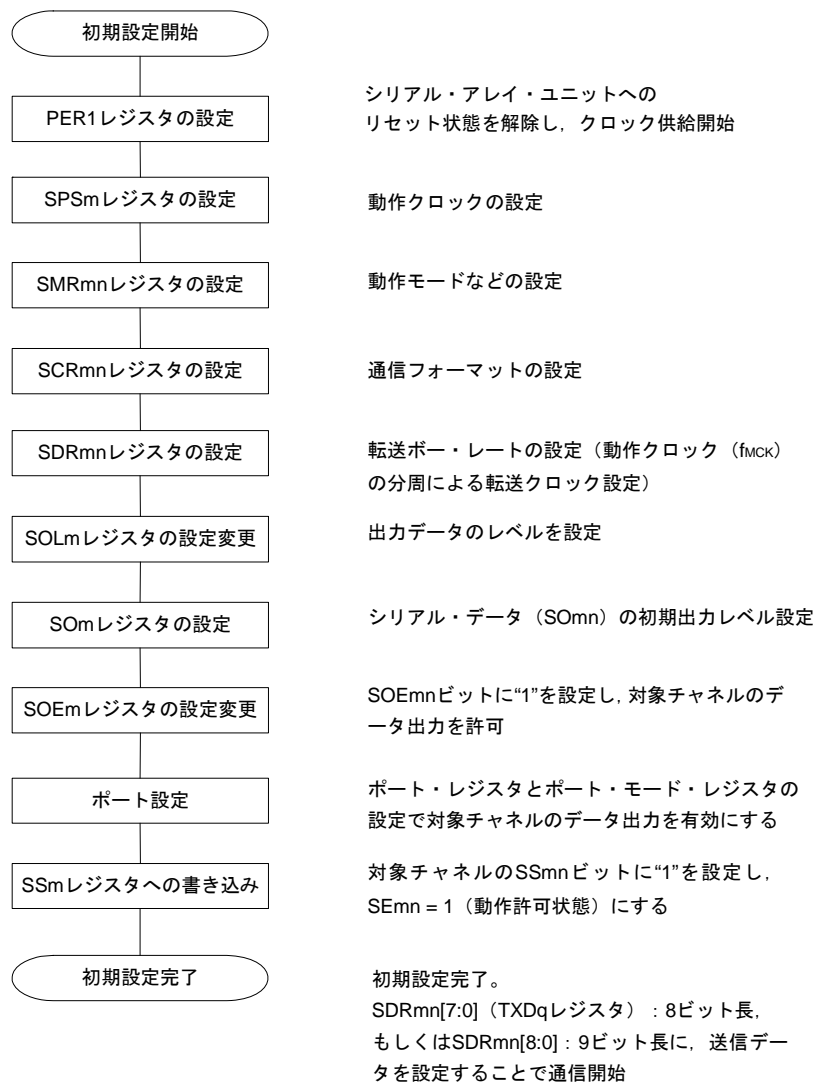 初期設定開始
PER1レジスタの設定
シリアル・アレイ・ユニットへの
リセット状態を解除し，クロック供給開始
SPSmレジスタの設定
動作クロックの設定
SMRmnレジスタの設定
動作モードなどの設定
SCRmnレジスタの設定
通信フォーマットの設定
SDRmnレジスタの設定
転送ボー・レートの設定（動作クロック（fMCK）
の分周による転送クロック設定）
SOLmレジスタの設定変更
出力データのレベルを設定
SOmレジスタの設定
シリアル・データ（SOmn）の初期出力レベル設定
SOEmレジスタの設定変更
SOEmnビットに“1”を設定し，対象チャネルのデ
ータ出力を許可
ポート設定
ポート・レジスタとポート・モード・レジスタの
設定で対象チャネルのデータ出力を有効にする
SSmレジスタへの書き込み
対象チャネルのSSmnビットに“1”を設定し，
SEmn = 1（動作許可状態）にする
初期設定完了
初期設定完了。
SDRmn[7:0]（TXDqレジスタ）：8ビット長，
もしくはSDRmn[8:0]：9ビット長に，送信デー
タを設定することで通信開始